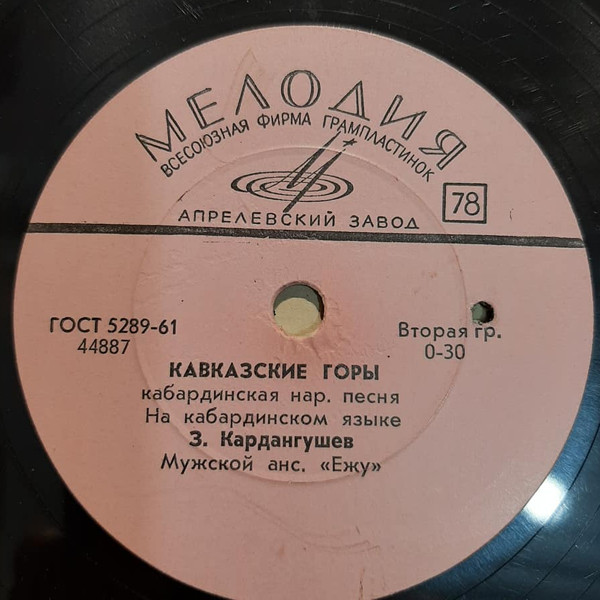 МЕЛОДИЯ
ВСЕСОЮЗНАЯ ФИРМА ГРАМПЛАСТИНОК
78
АПРЕЛЕВСКИЙ ЗАВОД
ГОСТ 5289-61
44887
Вторая гр.
0-30
КАВКАЗСКИЕ ГОРЫ
кабардинская нар. песня
На кабардинском языке
З. Кардангушев
Мужской анс. «Ежу»